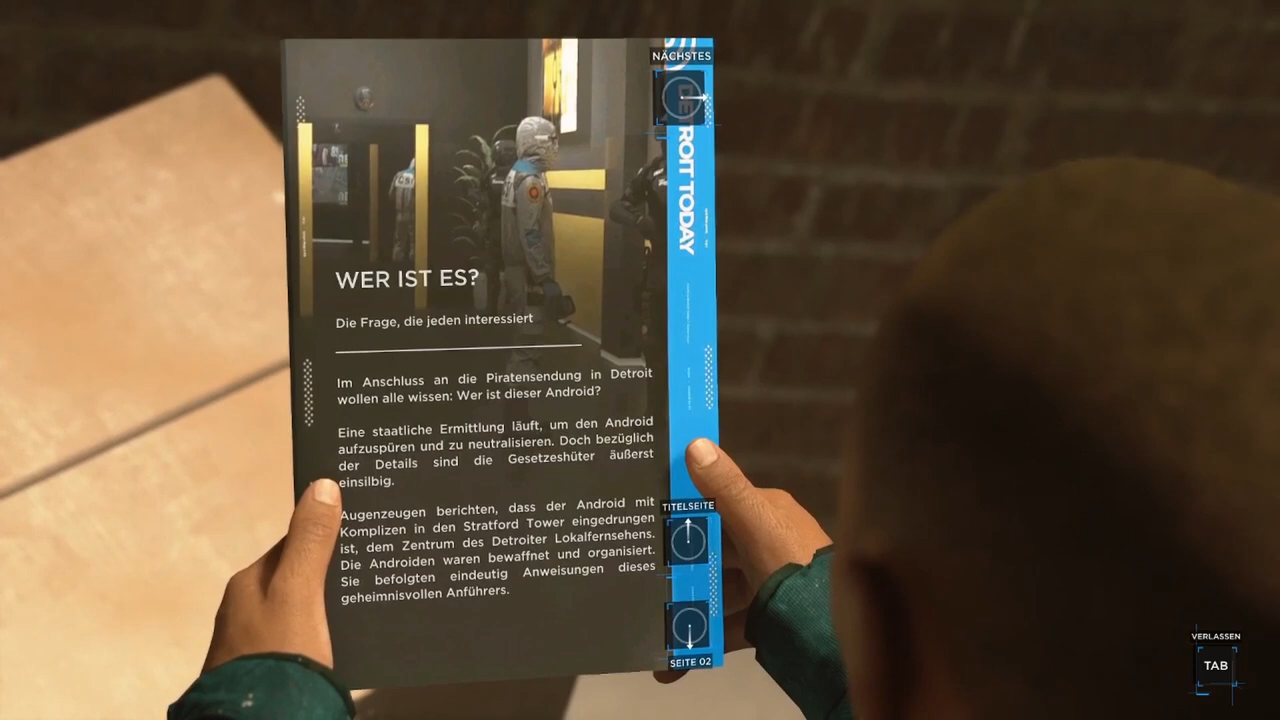 NÄCHSTES
ROIT TODAY
CSI
WER IST ES?
Die Frage, die jeden interessiert
Im Anschluss an die Piratensendung in Detroit
wollen alle wissen: Wer ist dieser Android?
Eine staatliche Ermittlung läuft, um den Android
aufzuspüren und zu neutralisieren. Doch bezüglich
der Details sind die Gesetzeshüter äußerst
einsilbig.
Augenzeugen berichten, dass der Android mit
Komplizen in den Stratford Tower eingedrungen
ist, dem Zentrum des Detroiter Lokalfernsehens.
Die Androiden waren bewaffnet und organisiert.
Sie befolgten eindeutig Anweisungen dieses
geheimnisvollen Anführers.
TITELSEITE
SEITE 02
VERLASSEN
TAB